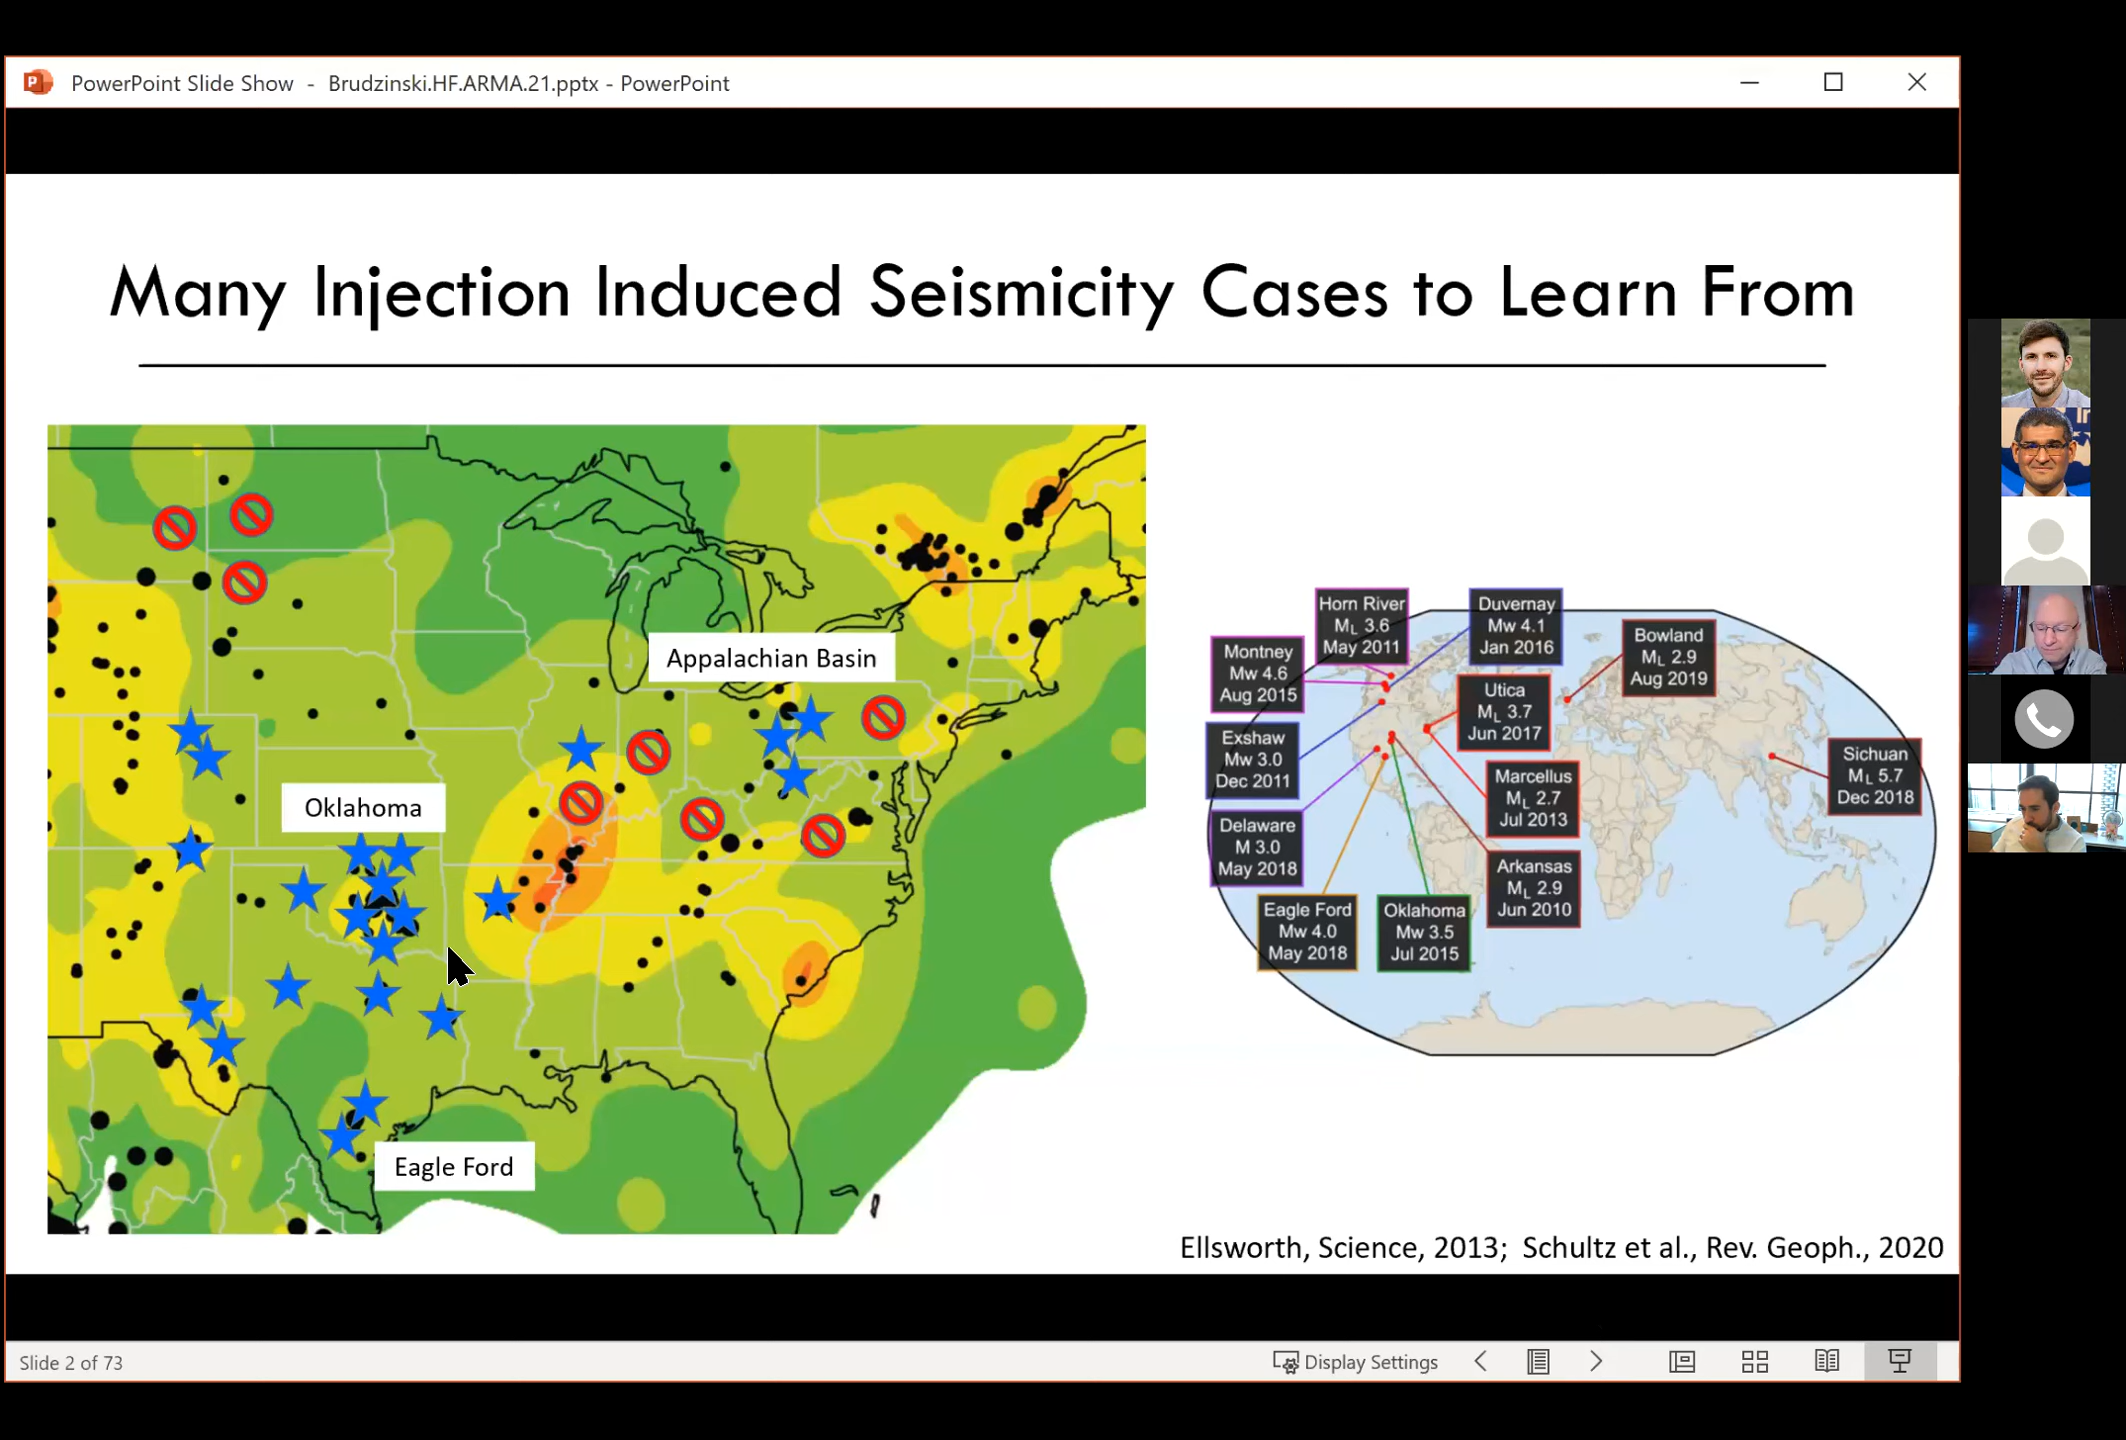 PowerPoint Slide Show - Brudzinski.HF.ARMA.21.pptx - PowerPoint
Many Injection Induced Seismicity Cases to Learn From
Appalachian Basin
Oklahoma
Eagle Ford
Horn River
ML 3.6
May 2011
Duvernay
Mw 4.1
Jan 2016
Bowland
ML 2.9
Aug 2019
Montney
Mw 4.6
Aug 2015
Utica
ML 3.7
Jun 2017
Exshaw
Mw 3.0
Dec 2011
Sichuan
ML 5.7
Dec 2018
Marcellus
ML 2.7
Jul 2013
Delaware
M 3.0
May 2018
Arkansas
ML 2.9
Jun 2010
Eagle Ford
Mw 4.0
May 2018
Oklahoma
Mw 3.5
Jul 2015
Ellsworth, Science, 2013; Schultz et al., Rev. Geoph., 2020
Slide 2 of 73
Display Settings